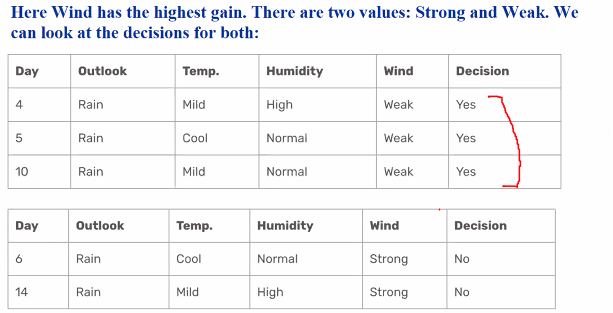 Here Wind has the highest gain. There are two values: Strong and Weak. We
can look at the decisions for both:
Day Outlook Temp. Humidity Wind Decision
4 Rain Mild High Weak Yes
5 Rain Cool Normal Weak Yes
10 Rain Mild Normal Weak Yes
Day Outlook Temp. Humidity Wind Decision
6 Rain Cool Normal Strong No
14 Rain Mild High Strong No